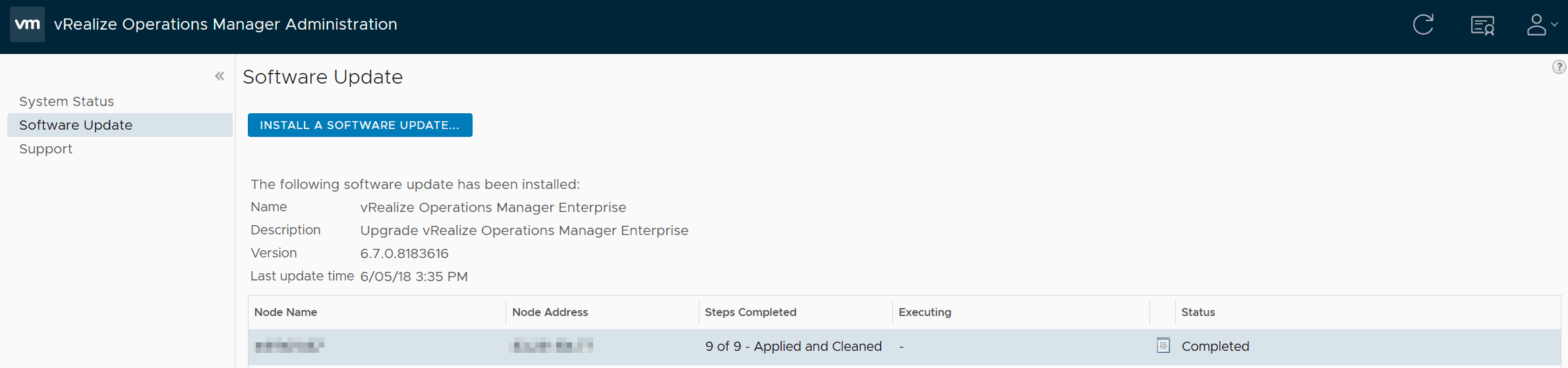 vm vRealize Operations Manager Administration
Software Update
System Status
Software Update
Support
INSTALL A SOFTWARE UPDATE...
The following software update has been installed:
Name vRealize Operations Manager Enterprise
Description Upgrade vRealize Operations Manager Enterprise
Version 6.7.0.8183616
Last update time 6/05/18 3:35 PM
Node Name Node Address Steps Completed Executing Status
9 of 9 - Applied and Cleaned - Completed